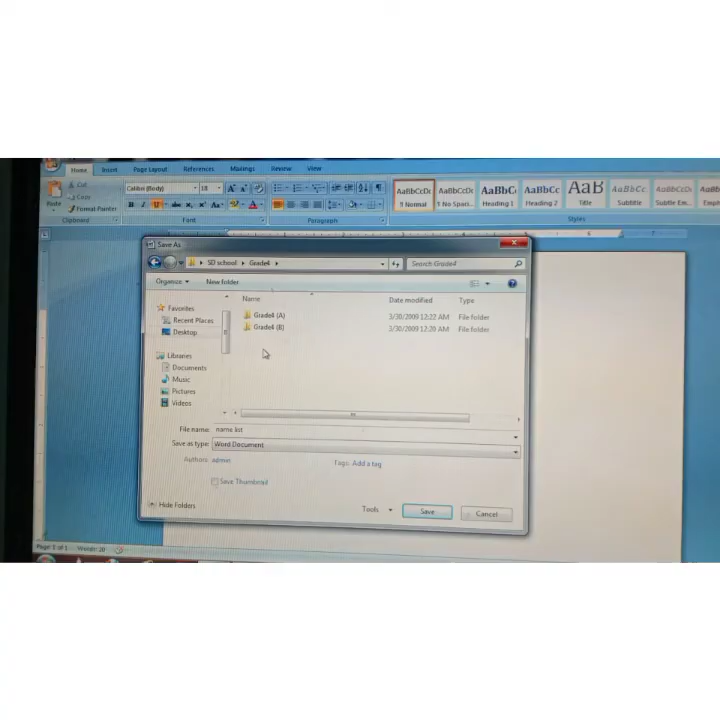 Home Insert Page Layout References Mailings Review View
Cut
Calibri (Body) 18
Copy
Paste
Format Painter
AaBbCcDc AaBbCcDc AaBbC AaBbCc AaB AaBbCc. AaBbCcDc
¶ Normal ¶ No Spaci... Heading 1 Heading 2 Title Subtitle Subtle Em...
Clipboard Font Paragraph Styles
Save As
SD school Grade4
Search Grade4
Organize New folder
Name Date modified Type
Favorites
Recent Places
Desktop
Libraries
Documents
Music
Pictures
Videos
Grade4 (A) 3/30/2009 12:22 AM File folder
Grade4 (B) 3/30/2009 12:20 AM File folder
File name: name list
Save as type: Word Document
Authors: admin Tags: Add a tag
Save Thumbnail
Hide Folders Tools Save Cancel
Page: 1 of 1 Words: 20